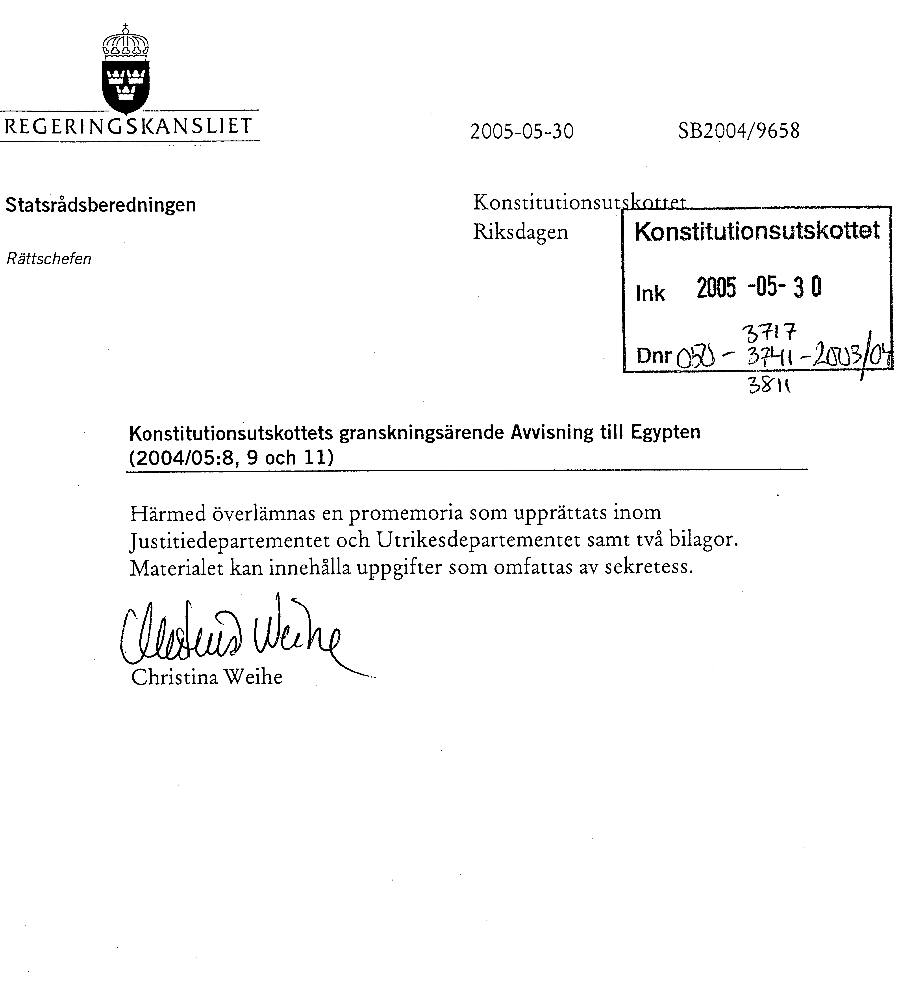 REGERINGSKANSLIET
2005-05-30 SB2004/9658
Statsrådsberedningen
Rättschefen
Konstitutionsutskottet
Riksdagen
Konstitutionsutskottet
Ink 2005 -05- 3 0
3717
Dnr 050 - 3741 - 2003/04
3811
Konstitutionsutskottets granskningsärende Avvisning till Egypten
(2004/05:8, 9 och 11)
Härmed överlämnas en promemoria som upprättats inom
Justitiedepartementet och Utrikesdepartementet samt två bilagor.
Materialet kan innehålla uppgifter som omfattas av sekretess.
Christina Weihe
Christina Weihe